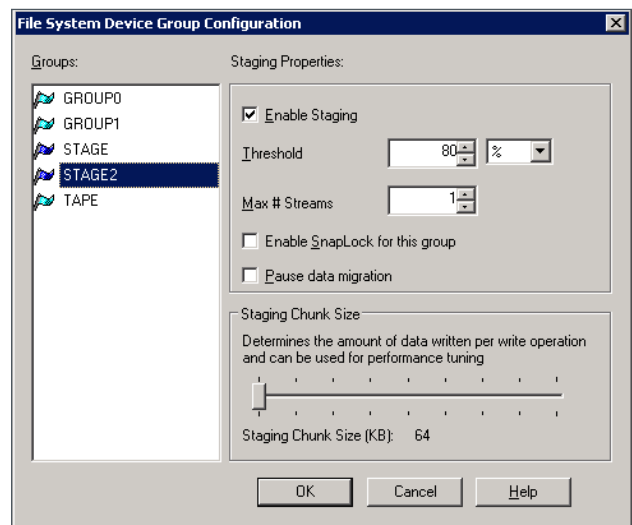 File System Device Group Configuration
Groups:
Staging Properties:
GROUP0
GROUP1
STAGE
STAGE2
TAPE
Enable Staging
Threshold
80
%
Max # Streams
1
Enable SnapLock for this group
Pause data migration
Staging Chunk Size
Determines the amount of data written per write operation
and can be used for performance tuning
Staging Chunk Size (KB): 64
OK
Cancel
Help